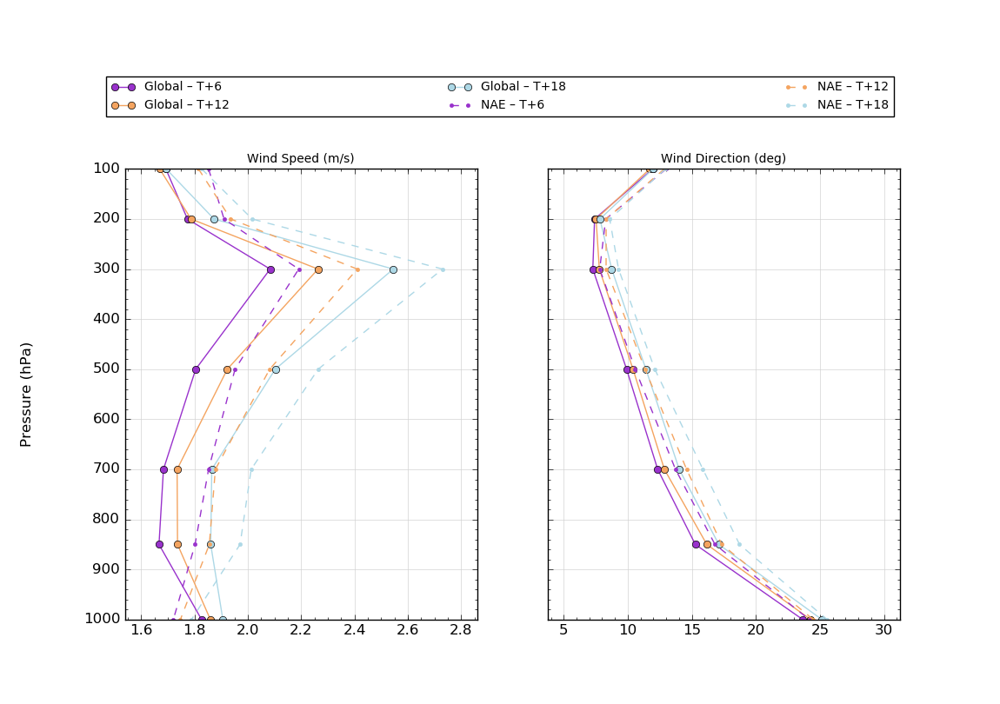 Global – T+6
Global – T+18
NAE – T+12
Global – T+12
NAE – T+6
NAE – T+18
Wind Speed (m/s)
Wind Direction (deg)
Pressure (hPa)
100
200
300
400
500
600
700
800
900
1000
1.6 1.8 2.0 2.2 2.4 2.6 2.8
5 10 15 20 25 30